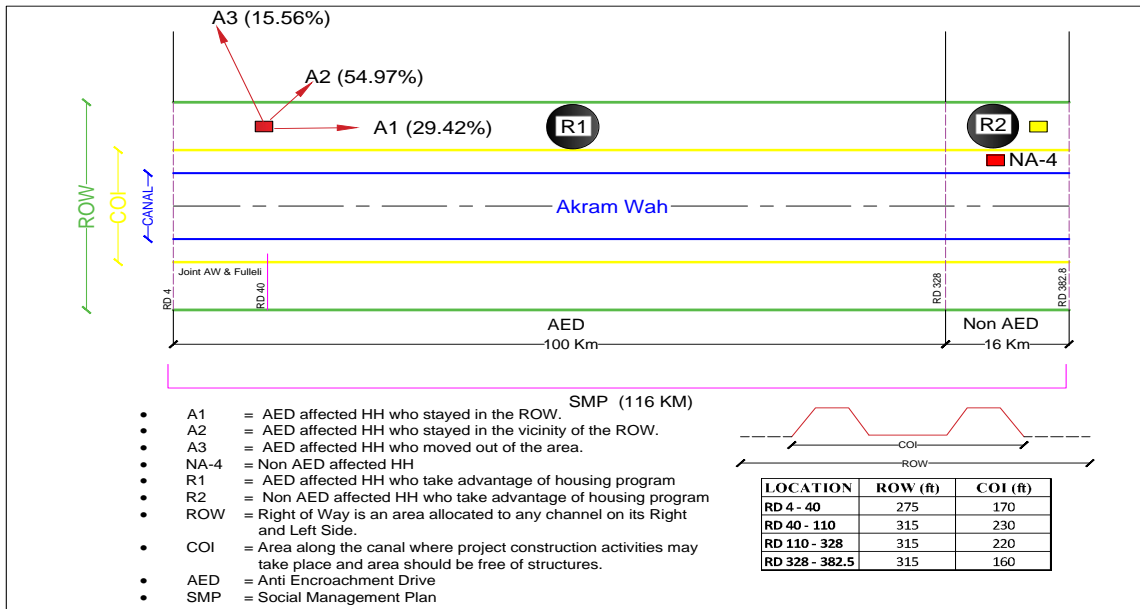 A3 (15.56%)
A2 (54.97%)
A1 (29.42%)
R1
R2
NA-4
ROW
COI
CANAL
Akram Wah
Joint AW & Fulleli
RD 4
RD 40
RD 328
RD 382.8
AED
Non AED
100 Km
16 Km
SMP (116 KM)
• A1 = AED affected HH who stayed in the ROW.
• A2 = AED affected HH who stayed in the vicinity of the ROW.
• A3 = AED affected HH who moved out of the area.
• NA-4 = Non AED affected HH
• R1 = AED affected HH who take advantage of housing program
• R2 = Non AED affected HH who take advantage of housing program
• ROW = Right of Way is an area allocated to any channel on its Right
and Left Side.
• COI = Area along the canal where project construction activities may
take place and area should be free of structures.
• AED = Anti Encroachment Drive
• SMP = Social Management Plan
COI
ROW
LOCATION ROW (ft) COI (ft)
RD 4 - 40 275 170
RD 40 - 110 315 230
RD 110 - 328 315 220
RD 328 - 382.5 315 160